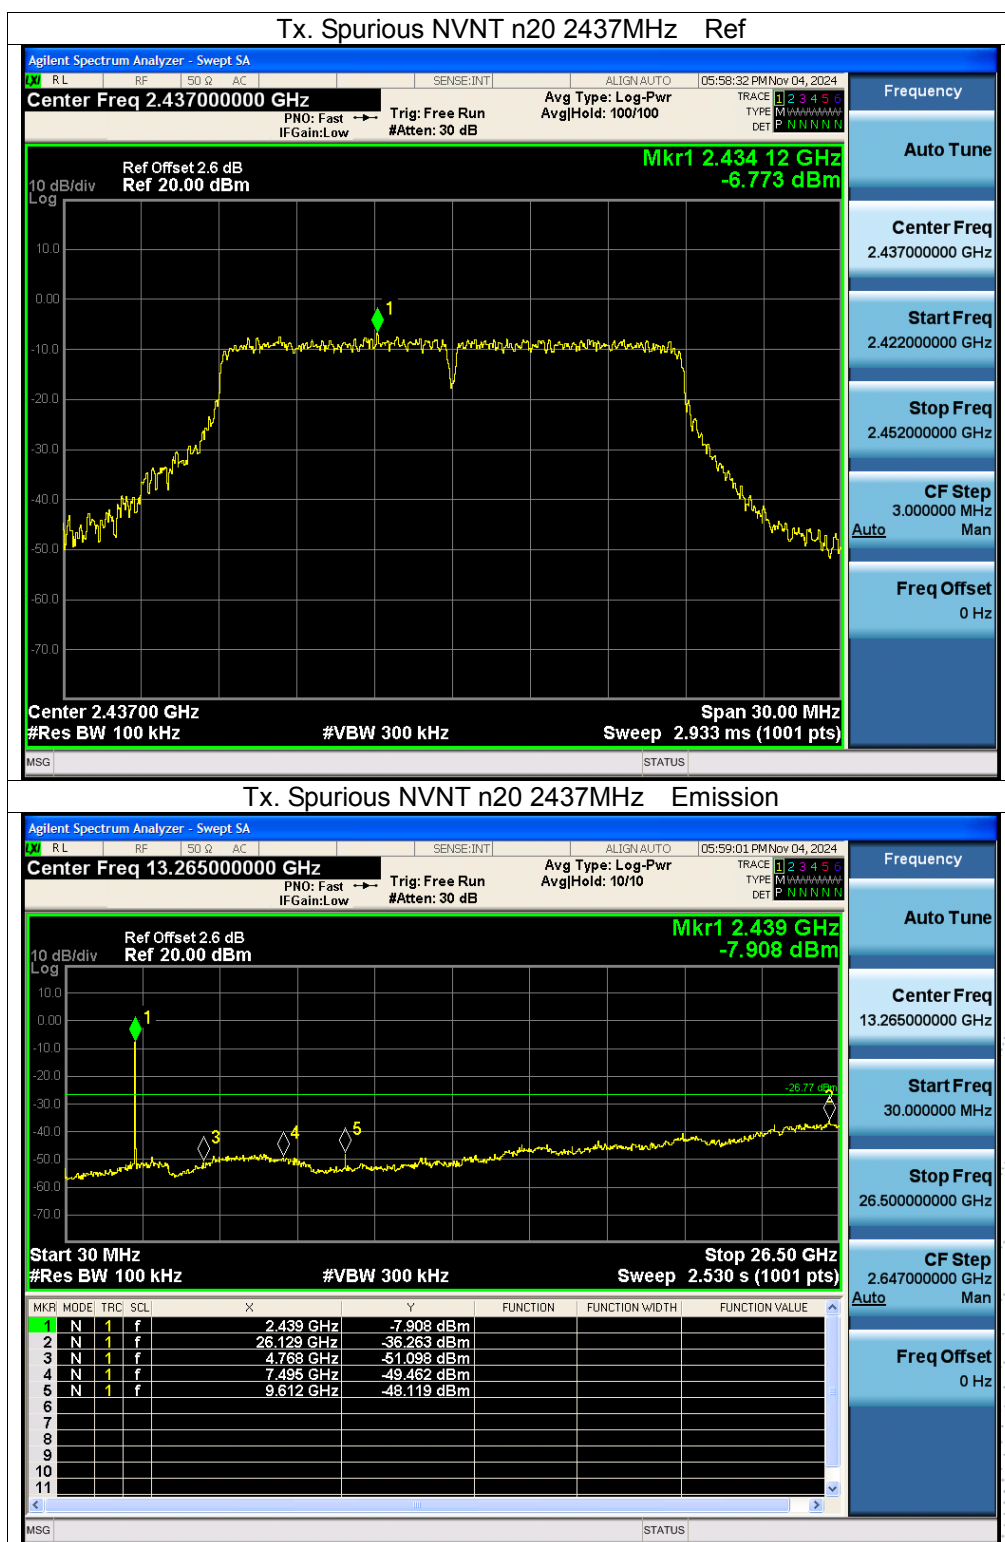 Tx. Spurious NVNT n20 2437MHz Ref
Agilent Spectrum Analyzer - Swept SA
LXI RL RF 50 Ω AC SENSE:INT ALIGN AUTO 05:58:32 PM Nov 04, 2024
Center Freq 2.437000000 GHz
PNO: Fast
IFGain:Low
Trig: Free Run
#Atten: 30 dB
Avg Type: Log-Pwr
Avg|Hold: 100/100
TRACE 1 2 3 4 5 6
TYPE M
DET P N N N N N
Frequency
Mkr1 2.434 12 GHz
-6.773 dBm
Ref Offset 2.6 dB
10 dB/div Ref 20.00 dBm
Log
10.0
0.00
-10.0
-20.0
-30.0
-40.0
-50.0
-60.0
-70.0
1
Center 2.43700 GHz Span 30.00 MHz
#Res BW 100 kHz #VBW 300 kHz Sweep 2.933 ms (1001 pts)
MSG STATUS
Auto Tune
Center Freq
2.437000000 GHz
Start Freq
2.422000000 GHz
Stop Freq
2.452000000 GHz
CF Step
3.000000 MHz
Auto Man
Freq Offset
0 Hz
Tx. Spurious NVNT n20 2437MHz Emission
Agilent Spectrum Analyzer - Swept SA
LXI RL RF 50 Ω AC SENSE:INT ALIGN AUTO 05:59:01 PM Nov 04, 2024
Center Freq 13.265000000 GHz
PNO: Fast
IFGain:Low
Trig: Free Run
#Atten: 30 dB
Avg Type: Log-Pwr
Avg|Hold: 10/10
TRACE 1 2 3 4 5 6
TYPE M
DET P N N N N N
Frequency
Mkr1 2.439 GHz
-7.908 dBm
Ref Offset 2.6 dB
10 dB/div Ref 20.00 dBm
Log
10.0
0.00
-10.0
-20.0
-30.0
-40.0
-50.0
-60.0
-70.0
1
-26.77 dBm
2
3
4
5
Start 30 MHz Stop 26.50 GHz
#Res BW 100 kHz #VBW 300 kHz Sweep 2.530 s (1001 pts)
MKR MODE TRC SCL X Y FUNCTION FUNCTION WIDTH FUNCTION VALUE
1 N 1 f 2.439 GHz -7.908 dBm
2 N 1 f 26.129 GHz -36.263 dBm
3 N 1 f 4.768 GHz -51.098 dBm
4 N 1 f 7.495 GHz -49.462 dBm
5 N 1 f 9.612 GHz -48.119 dBm
6
7
8
9
10
11
MSG STATUS
Auto Tune
Center Freq
13.265000000 GHz
Start Freq
30.000000 MHz
Stop Freq
26.500000000 GHz
CF Step
2.647000000 GHz
Auto Man
Freq Offset
0 Hz